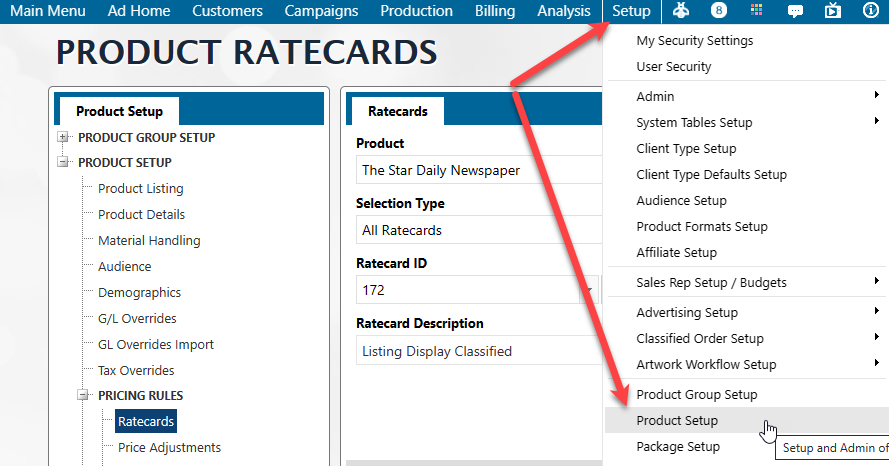 Main Menu Ad Home Customers Campaigns Production Billing Analysis Setup 8
PRODUCT RATECARDS
Product Setup
PRODUCT GROUP SETUP
PRODUCT SETUP
Product Listing
Product Details
Material Handling
Audience
Demographics
G/L Overrides
GL Overrides Import
Tax Overrides
PRICING RULES
Ratecards
Price Adjustments
Ratecards
Product
The Star Daily Newspaper
Selection Type
All Ratecards
Ratecard ID
172
Ratecard Description
Listing Display Classified
My Security Settings
User Security
Admin
System Tables Setup
Client Type Setup
Client Type Defaults Setup
Audience Setup
Product Formats Setup
Affiliate Setup
Sales Rep Setup / Budgets
Advertising Setup
Classified Order Setup
Artwork Workflow Setup
Product Group Setup
Product Setup
Package Setup
Setup and Admin of